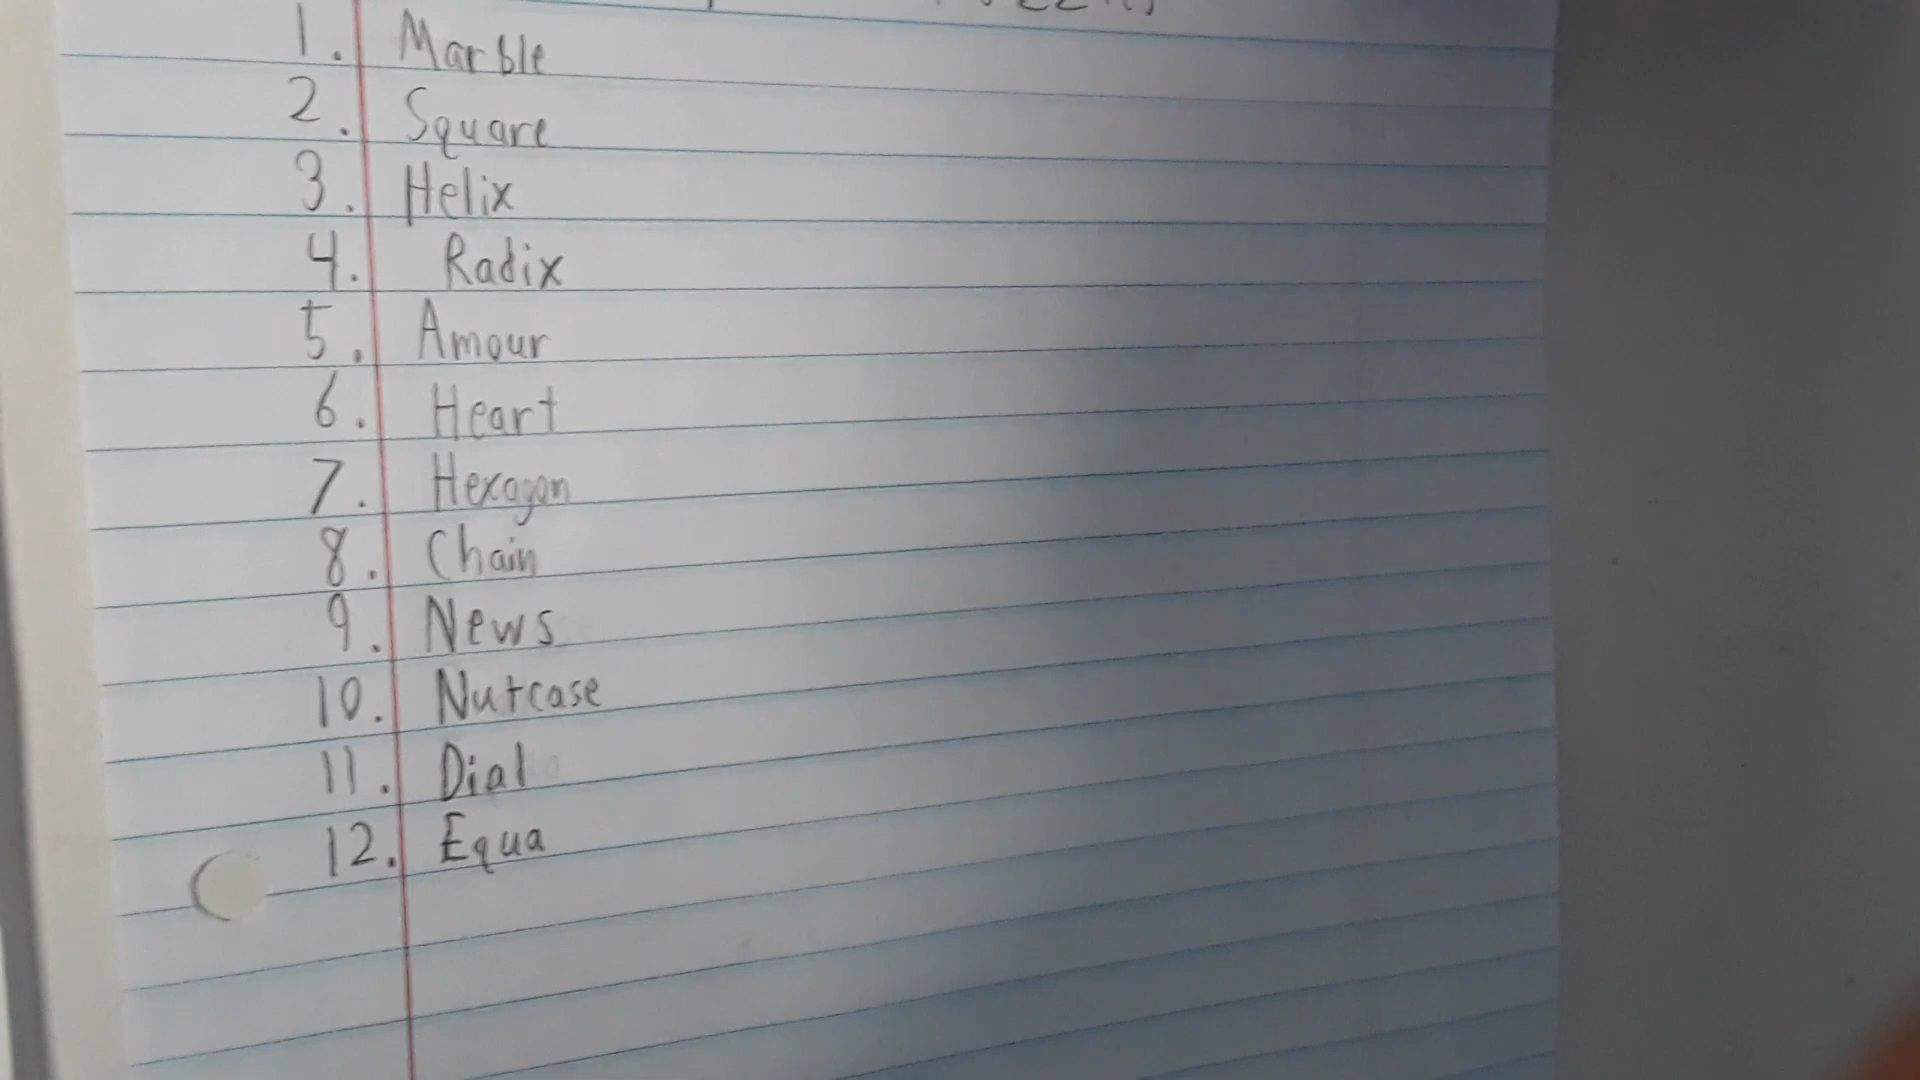 1. Marble
2. Square
3. Helix
4. Radix
5. Amour
6. Heart
7. Hexagon
8. Chain
9. News
10. Nutcase
11. Dial
12. Equa